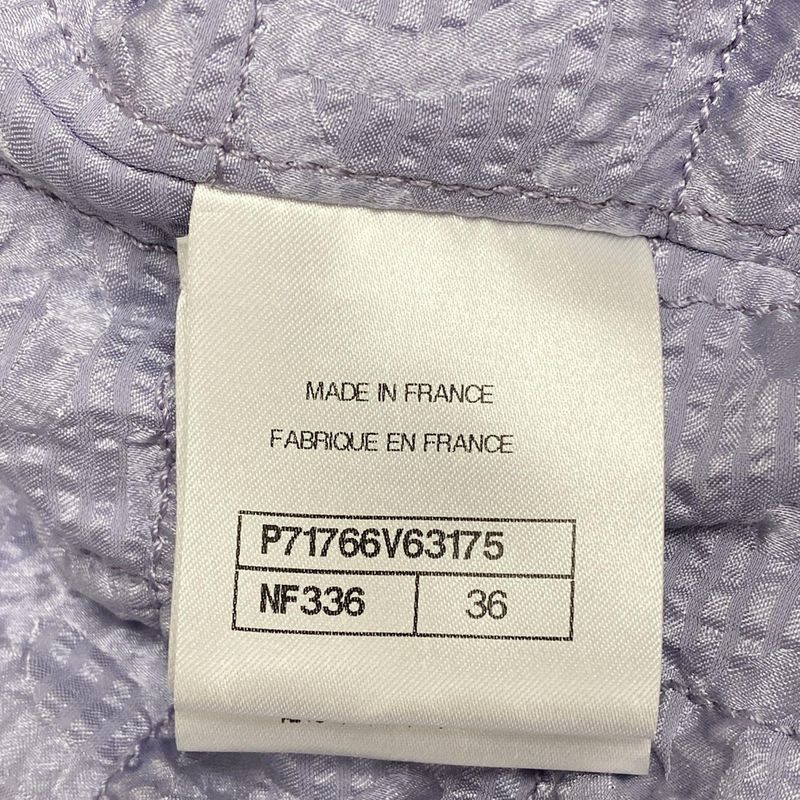 MADE IN FRANCE
FABRIQUE EN FRANCE
P71766V63175
NF336 36